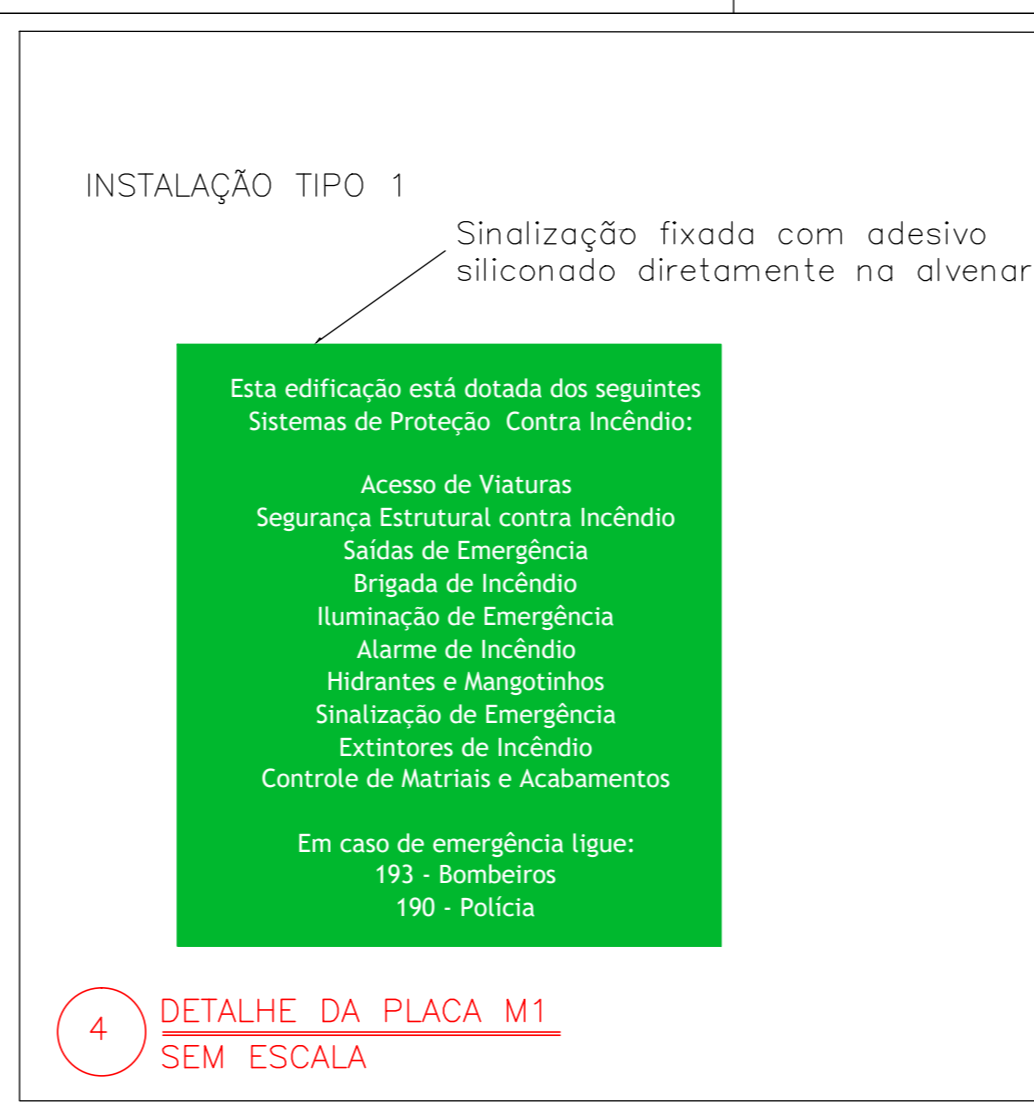 INSTALAÇÃO TIPO 1
Sinalização fixada com adesivo
siliconado diretamente na alvenar
Esta edificação está dotada dos seguintes
Sistemas de Proteção Contra Incêndio:
Acesso de Viaturas
Segurança Estrutural contra Incêndio
Saídas de Emergência
Brigada de Incêndio
Iluminação de Emergência
Alarme de Incêndio
Hidrantes e Mangotinhos
Sinalização de Emergência
Extintores de Incêndio
Controle de Matriais e Acabamentos
Em caso de emergência ligue:
193 - Bombeiros
190 - Polícia
4
DETALHE DA PLACA M1
SEM ESCALA